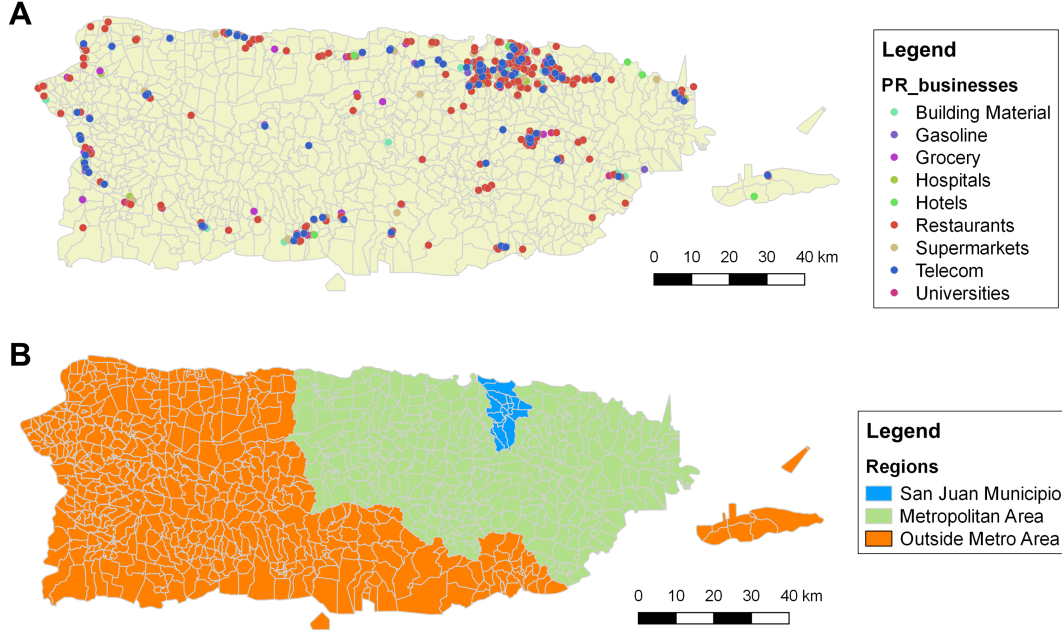 A
Legend
PR_businesses
Building Material
Gasoline
Grocery
Hospitals
Hotels
Restaurants
Supermarkets
Telecom
Universities
0 10 20 30 40 km
B
Legend
Regions
San Juan Municipio
Metropolitan Area
Outside Metro Area
0 10 20 30 40 km